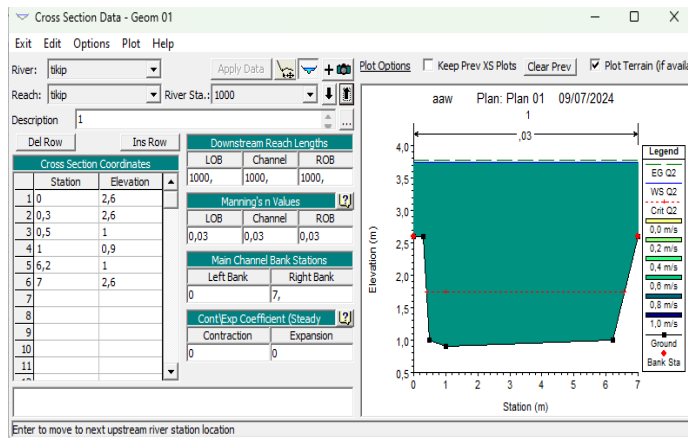 Cross Section Data - Geom 01
Exit Edit Options Plot Help
River: tikip Apply Data
Reach: tikip River Sta.: 1000
Description 1 ...
Del Row Ins Row
Cross Section Coordinates
Station Elevation
1 0 2,6
2 0,3 2,6
3 0,5 1
4 1 0,9
5 6,2 1
6 7 2,6
7
8
9
10
11
Downstream Reach Lengths
LOB Channel ROB
1000, 1000, 1000,
Manning's n Values
LOB Channel ROB
0,03 0,03 0,03
Main Channel Bank Stations
Left Bank Right Bank
0 7,
Cont\Exp Coefficient (Steady
Contraction Expansion
0 0
Enter to move to next upstream river station location
Plot Options Keep Prev XS Plots Clear Prev Plot Terrain (if availa
aaw Plan: Plan 01 09/07/2024
1
,03
4,0
3,5
3,0
2,5
2,0
1,5
1,0
0,5
Elevation (m)
0 1 2 3 4 5 6 7
Station (m)
Legend
EG Q2
WS Q2
Crit Q2
0,0 m/s
0,2 m/s
0,4 m/s
0,6 m/s
0,8 m/s
1,0 m/s
Ground
Bank Sta